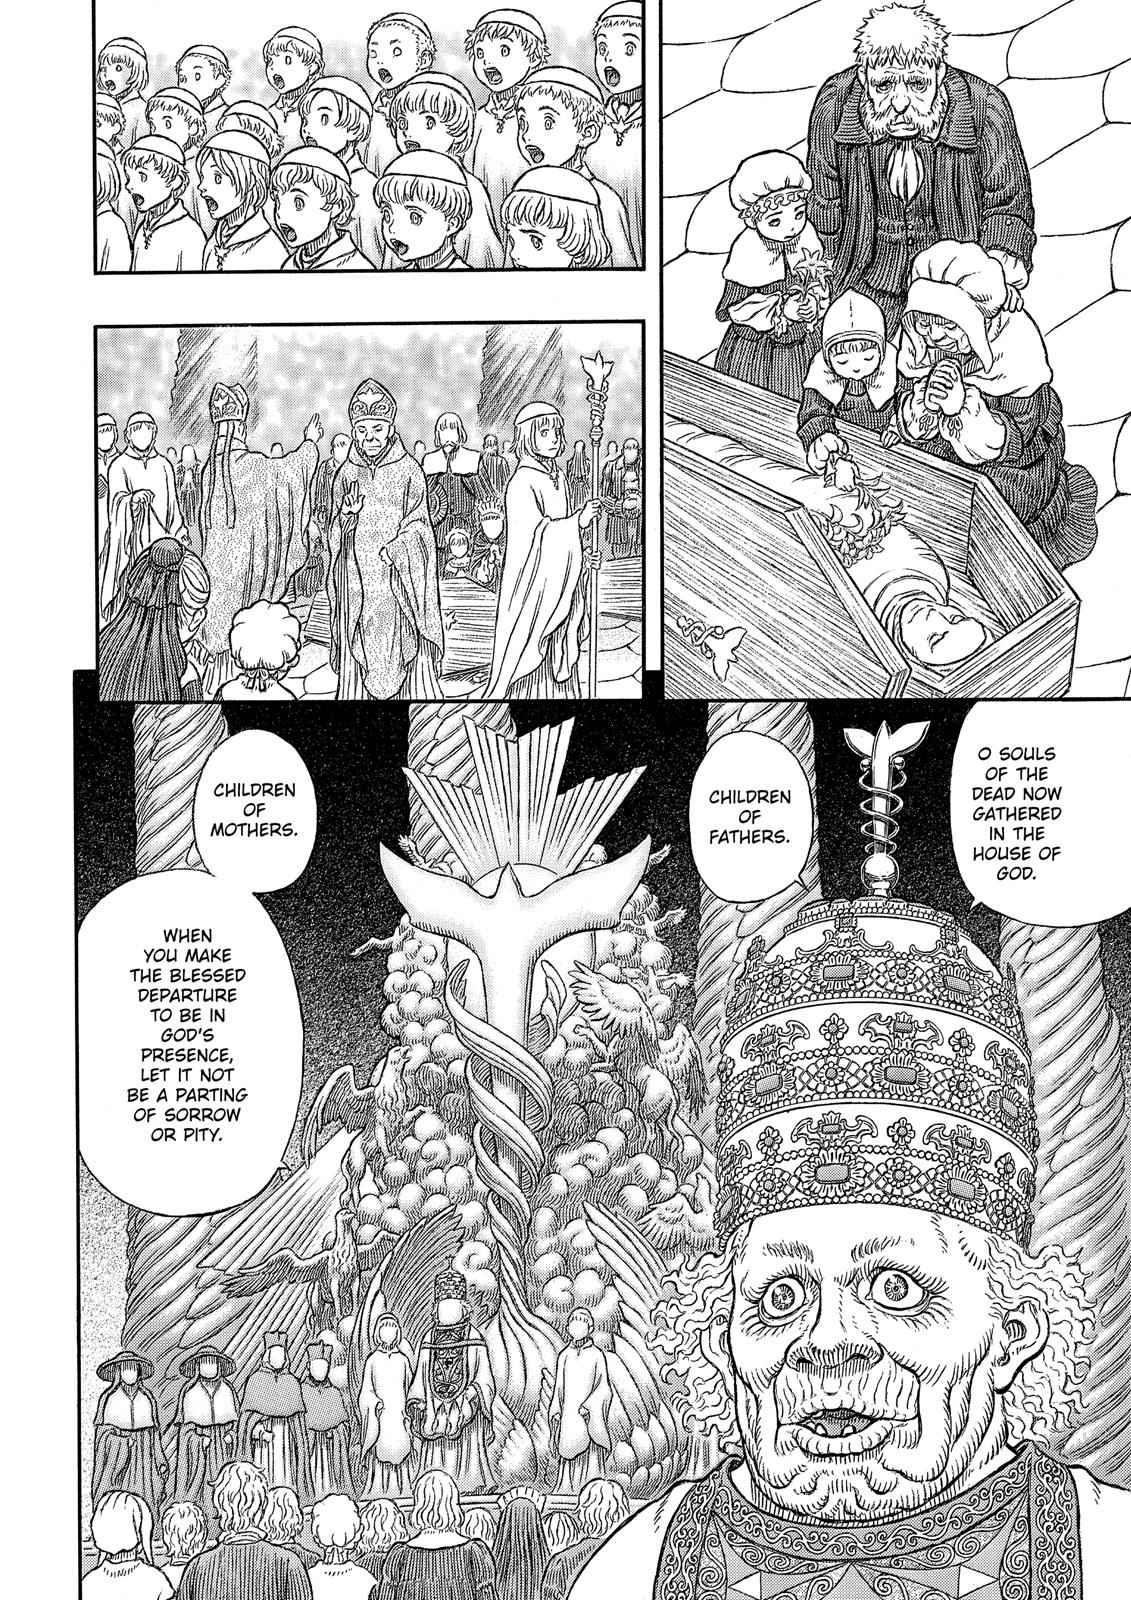 O SOULS
OF THE
DEAD NOW
GATHERED
IN THE
HOUSE OF
GOD.
CHILDREN
OF
FATHERS.
CHILDREN
OF
MOTHERS.
WHEN
YOU MAKE
THE BLESSED
DEPARTURE
TO BE IN
GOD'S
PRESENCE,
LET IT NOT
BE A PARTING
OF SORROW
OR PITY.